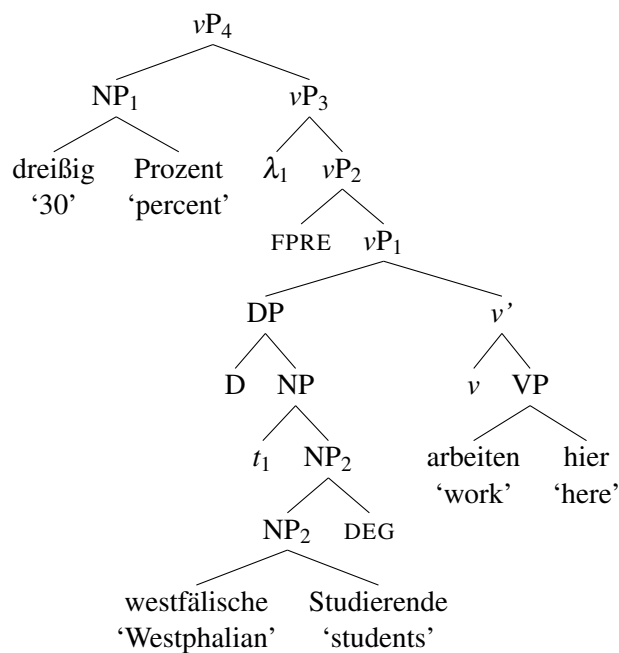 vP₄
NP₁ vP₃
dreißig Prozent λ₁ vP₂
‘30’ ‘percent’
FPRE vP₁
DP v’
D NP v VP
t₁ NP₂ arbeiten hier
‘work’ ‘here’
NP₂ DEG
westfälische Studierende
‘Westphalian’ ‘students’